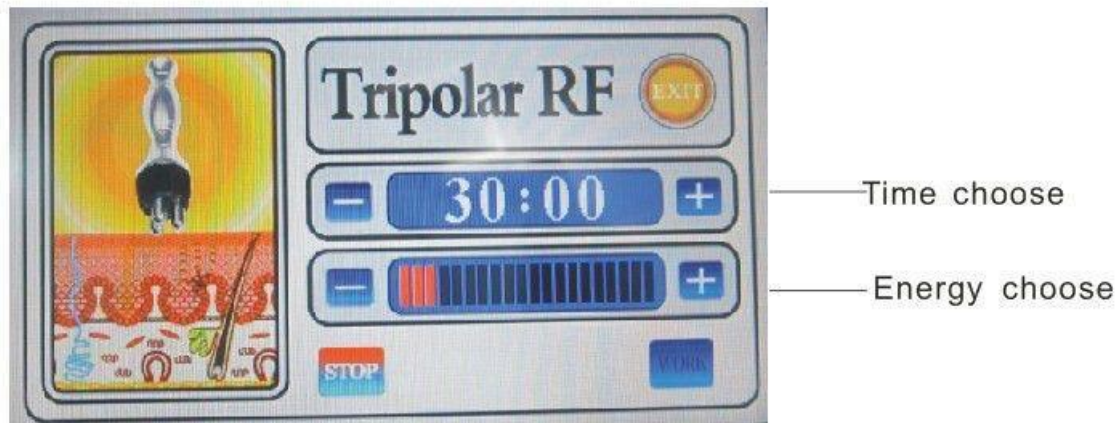 Tripolar RF
EXIT
30:00
Time choose
Energy choose
STOP
WORK